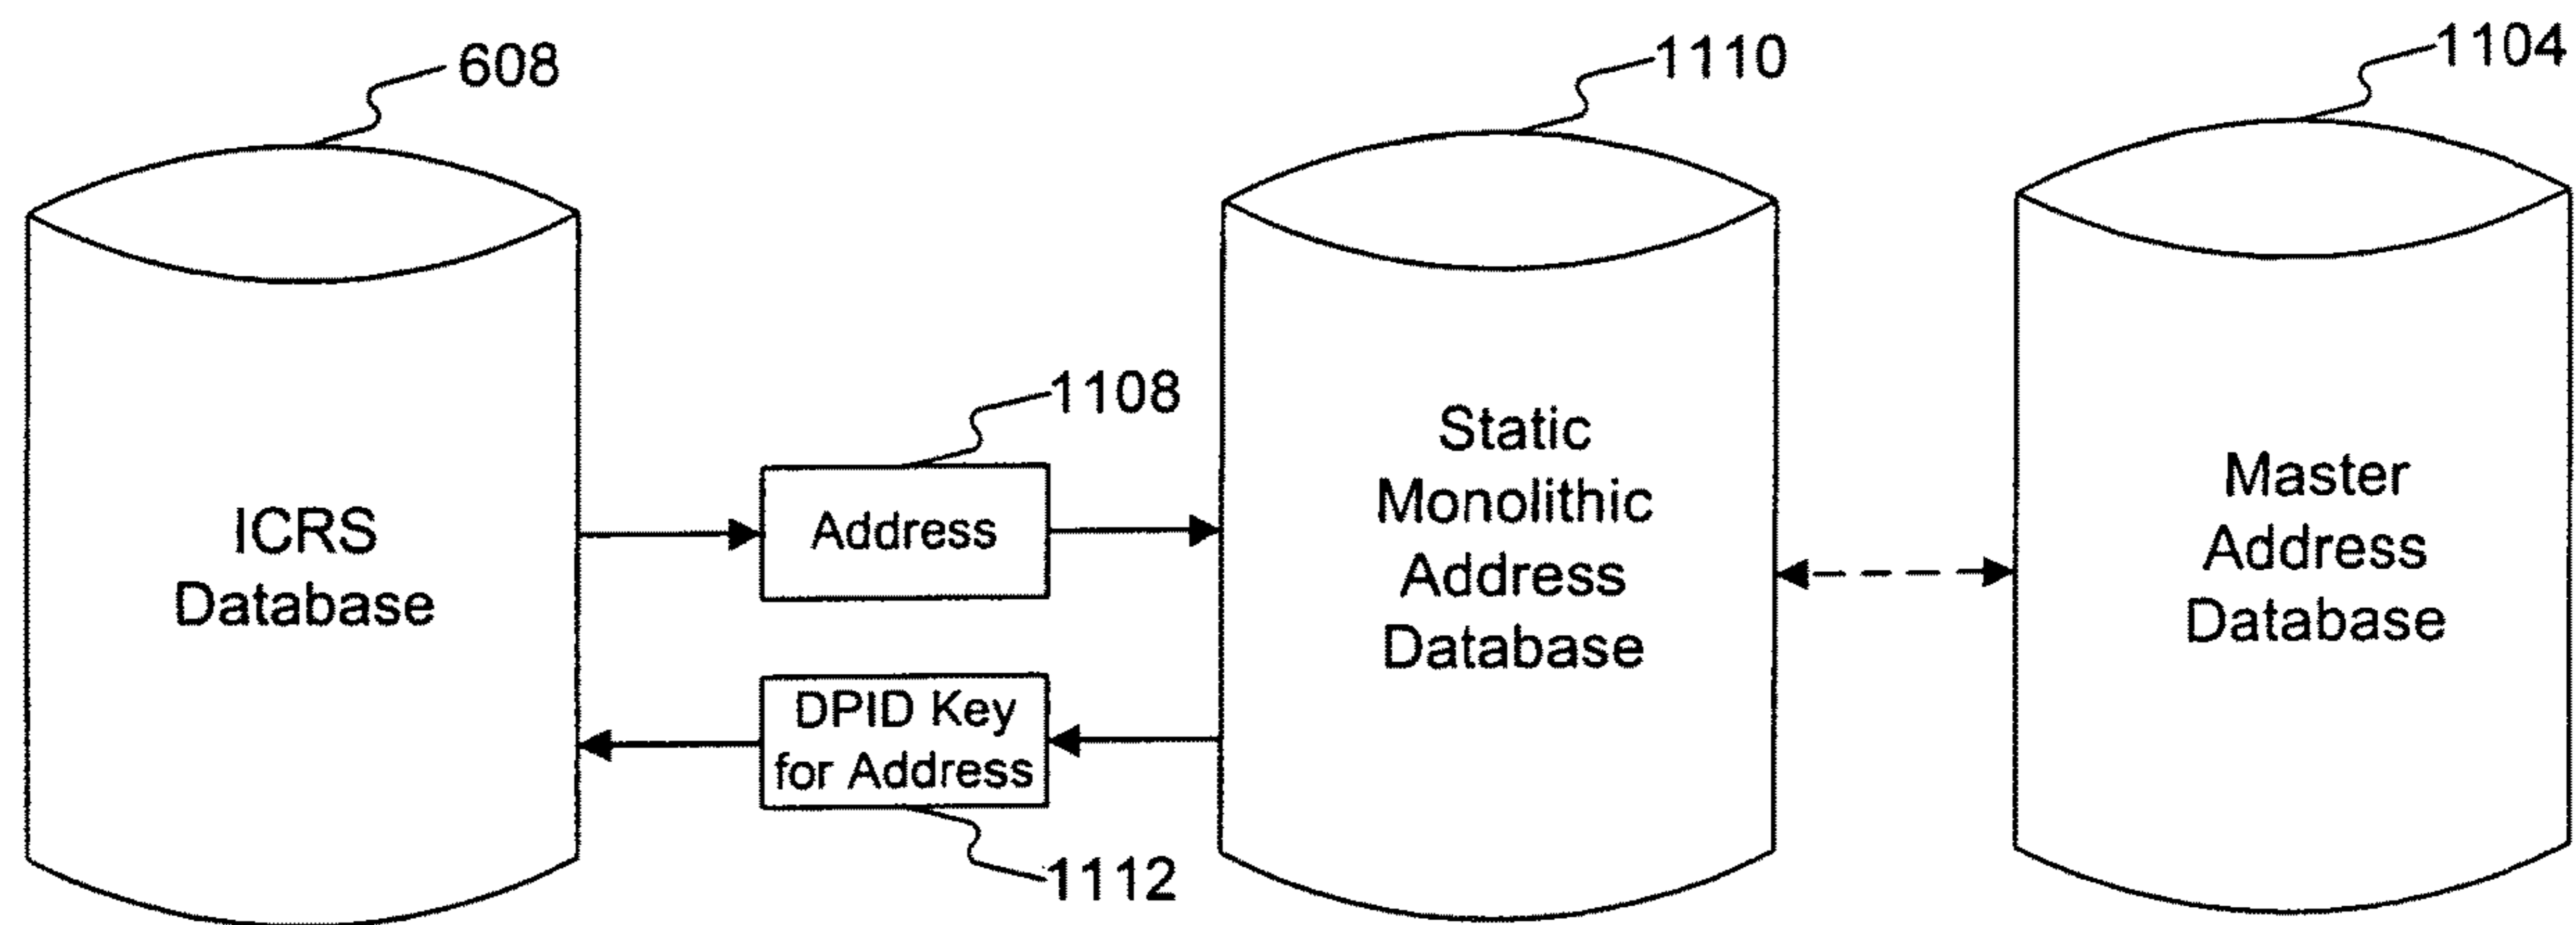 608
1110
1104
1108
ICRS
Database
Address
DPID Key
for Address
1112
Static
Monolithic
Address
Database
Master
Address
Database